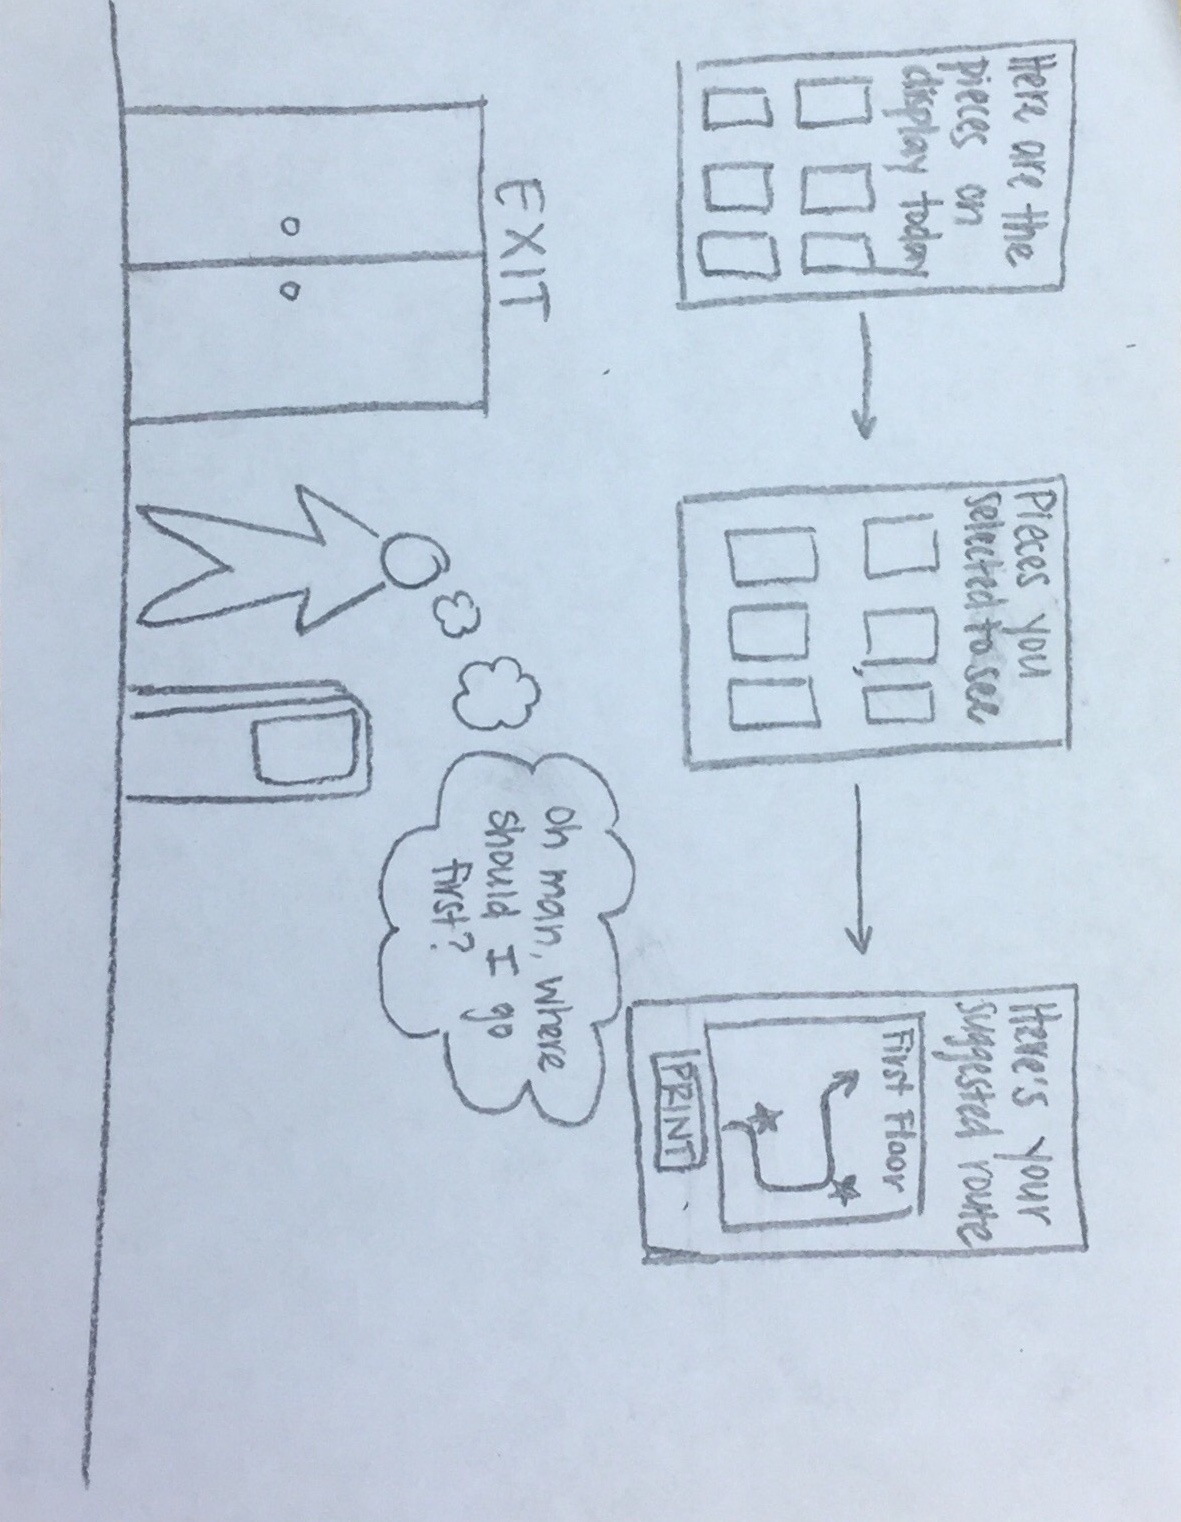 Here are the
pieces on
display today
Pieces you
selected to see
Here's your
suggested route
First Floor
PRINT
EXIT
Oh man, where
should I go
first?